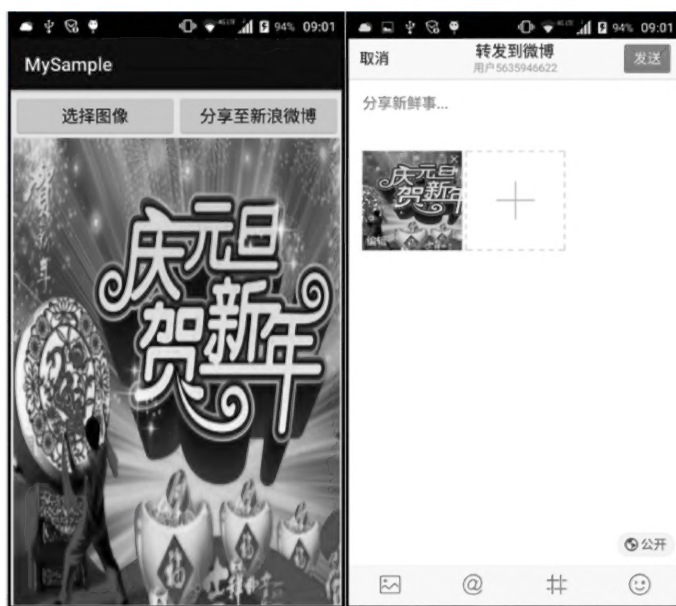 94% 09:01
MySample
选择图像
分享至新浪微博
贺新年
庆元旦
贺新年
94% 09:01
取消
转发到微博
发送
用户5635946622
分享新鲜事...
庆元旦
贺新年
编辑
公开